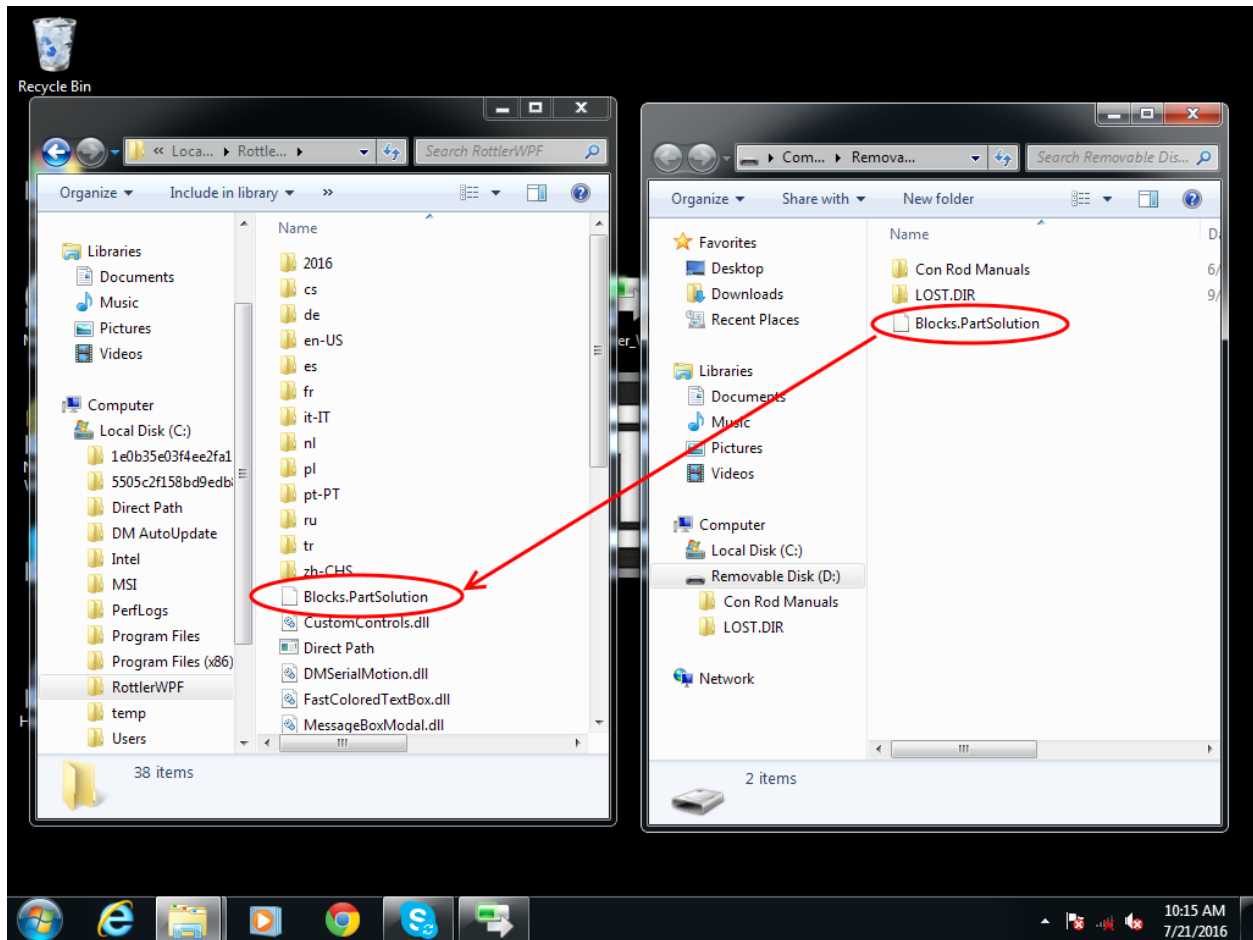 Recycle Bin
« Loca... Rottle...
Search RottlerWPF
Organize
Include in library
»
Name
Libraries
Documents
Music
Pictures
Videos
Computer
Local Disk (C:)
1e0b35e03f4ee2fa1
5505c2f158bd9edb
Direct Path
DM AutoUpdate
Intel
MSI
PerfLogs
Program Files
Program Files (x86)
RottlerWPF
temp
Users
2016
cs
de
en-US
es
fr
it-IT
nl
pl
pt-PT
ru
tr
zh-CHS
Blocks.PartSolution
CustomControls.dll
Direct Path
DMSerialMotion.dll
FastColoredTextBox.dll
MessageBoxModal.dll
38 items
Com... Remova...
Search Removable Dis...
Organize
Share with
New folder
Name
Favorites
Desktop
Downloads
Recent Places
Libraries
Documents
Music
Pictures
Videos
Computer
Local Disk (C:)
Removable Disk (D:)
Con Rod Manuals
LOST.DIR
Network
Con Rod Manuals
6/
LOST.DIR
9/
Blocks.PartSolution
2 items
10:15 AM
7/21/2016